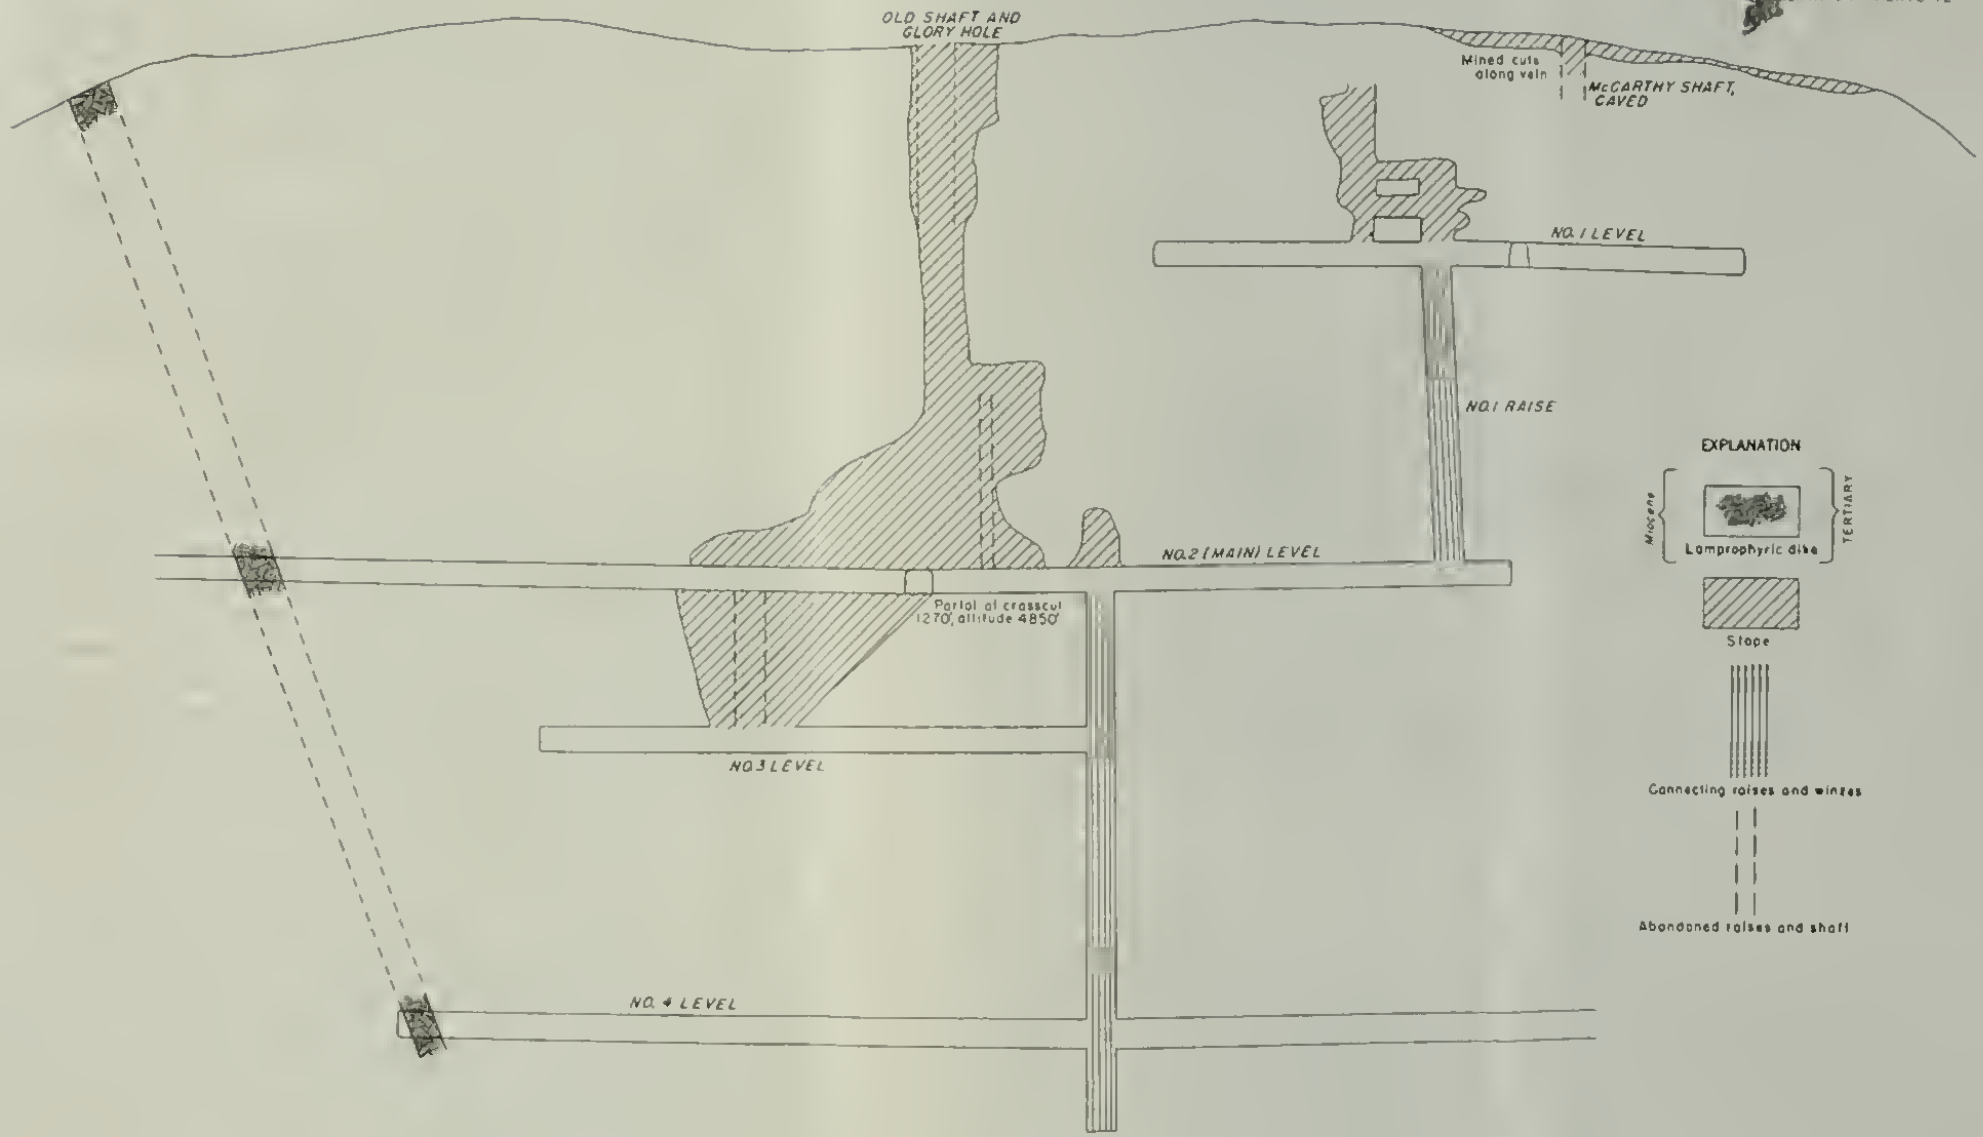 OLD SHAFT AND
GLORY HOLE
Mined cuts
along vein
McCARTHY SHAFT,
CAVED
NO. 1 LEVEL
NO. 1 RAISE
EXPLANATION
Miocene
TERTIARY
Lamprophyric dike
NO. 2 (MAIN) LEVEL
Stope
Portal of crosscut
1270', altitude 4850'
NO. 3 LEVEL
Connecting raises and winzes
Abandoned raises and shaft
NO. 4 LEVEL